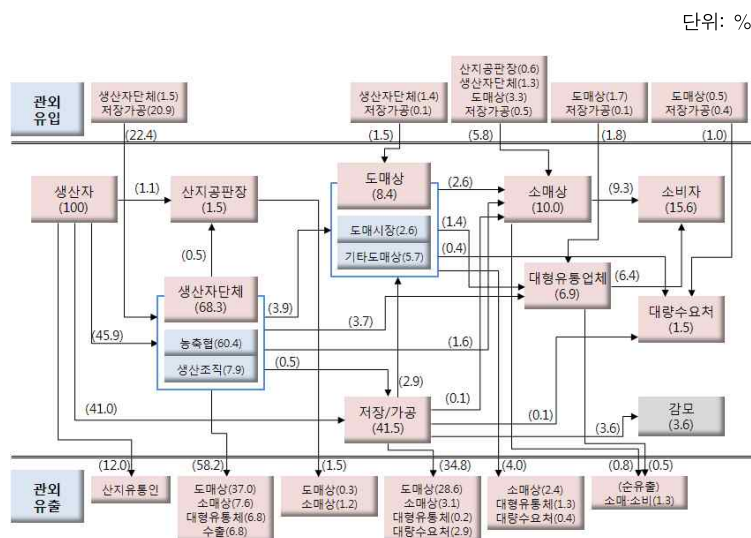 단위: %
관외
유입
생산자단체(1.5)
저장가공(20.9)
생산자단체(1.4)
저장가공(0.1)
산지공판장(0.6)
생산자단체(1.3)
도매상(3.3)
저장가공(0.5)
도매상(1.7)
저장가공(0.1)
도매상(0.5)
저장가공(0.4)
(22.4)
(1.5)
(5.8)
(1.8)
(1.0)
생산자
(100)
(1.1)
산지공판장
(1.5)
도매상
(8.4)
(2.6)
소매상
(10.0)
(9.3)
소비자
(15.6)
도매시장(2.6)
기타도매상(5.7)
(1.4)
(0.4)
(0.5)
생산자단체
(68.3)
(3.9)
대형유통업체
(6.9)
(6.4)
대량수요처
(1.5)
(45.9)
농축협(60.4)
생산조직(7.9)
(3.7)
(1.6)
(0.5)
(2.9)
(41.0)
저장/가공
(41.5)
(0.1)
(0.1)
(3.6)
감모
(3.6)
관외
유출
(12.0)
(58.2)
(1.5)
(34.8)
(4.0)
(0.8)
(0.5)
산지유통인
도매상(37.0)
소매상(7.6)
대형유통체(6.8)
수출(6.8)
도매상(0.3)
소매상(1.2)
도매상(28.6)
소매상(3.1)
대형유통체(0.2)
대량수요처(2.9)
소매상(2.4)
대형유통체(1.3)
대량수요처(0.4)
(순유출)
소매·소비(1.3)